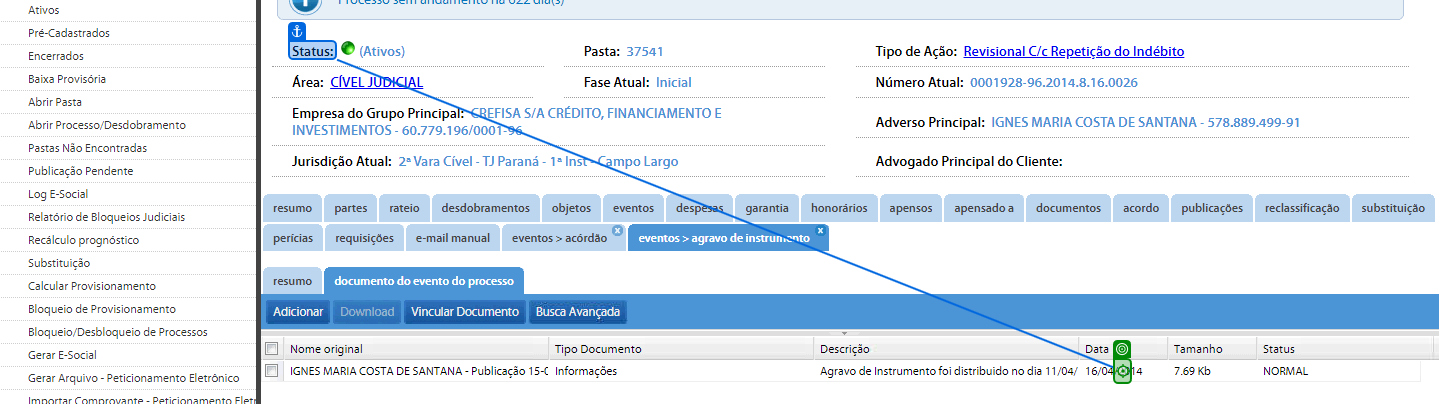 Ativos
Pré-Cadastrados
Encerrados
Baixa Provisória
Abrir Pasta
Abrir Processo/Desdobramento
Pastas Não Encontradas
Publicação Pendente
Log E-Social
Relatório de Bloqueios Judiciais
Recálculo prognóstico
Substituição
Calcular Provisionamento
Bloqueio de Provisionamento
Bloqueio/Desbloqueio de Processos
Gerar E-Social
Gerar Arquivo - Peticionamento Eletrônico
Importar Comprovante - Peticionamento Elet
Processo sem andamento há 622 dia(s)
Status: (Ativos) Pasta: 37541 Tipo de Ação: Revisional C/c Repetição do Indébito
Área: CÍVEL JUDICIAL Fase Atual: Inicial Número Atual: 0001928-96.2014.8.16.0026
Empresa do Grupo Principal: CREFISA S/A CRÉDITO, FINANCIAMENTO E
INVESTIMENTOS - 60.779.196/0001-96
Adverso Principal: IGNES MARIA COSTA DE SANTANA - 578.889.499-91
Jurisdição Atual: 2ª Vara Cível - TJ Paraná - 1ª Inst - Campo Largo Advogado Principal do Cliente:
resumo partes rateio desdobramentos objetos eventos despesas garantia honorários apensos apensado a documentos acordo publicações reclassificação substituição
perícias requisições e-mail manual eventos > acórdão x eventos > agravo de instrumento x
resumo documento do evento do processo
Adicionar Download Vincular Documento Busca Avançada
Nome original Tipo Documento Descrição Data Tamanho Status
IGNES MARIA COSTA DE SANTANA - Publicação 15-0 Informações Agravo de Instrumento foi distribuido no dia 11/04/ 16/04/2014 7.69 Kb NORMAL